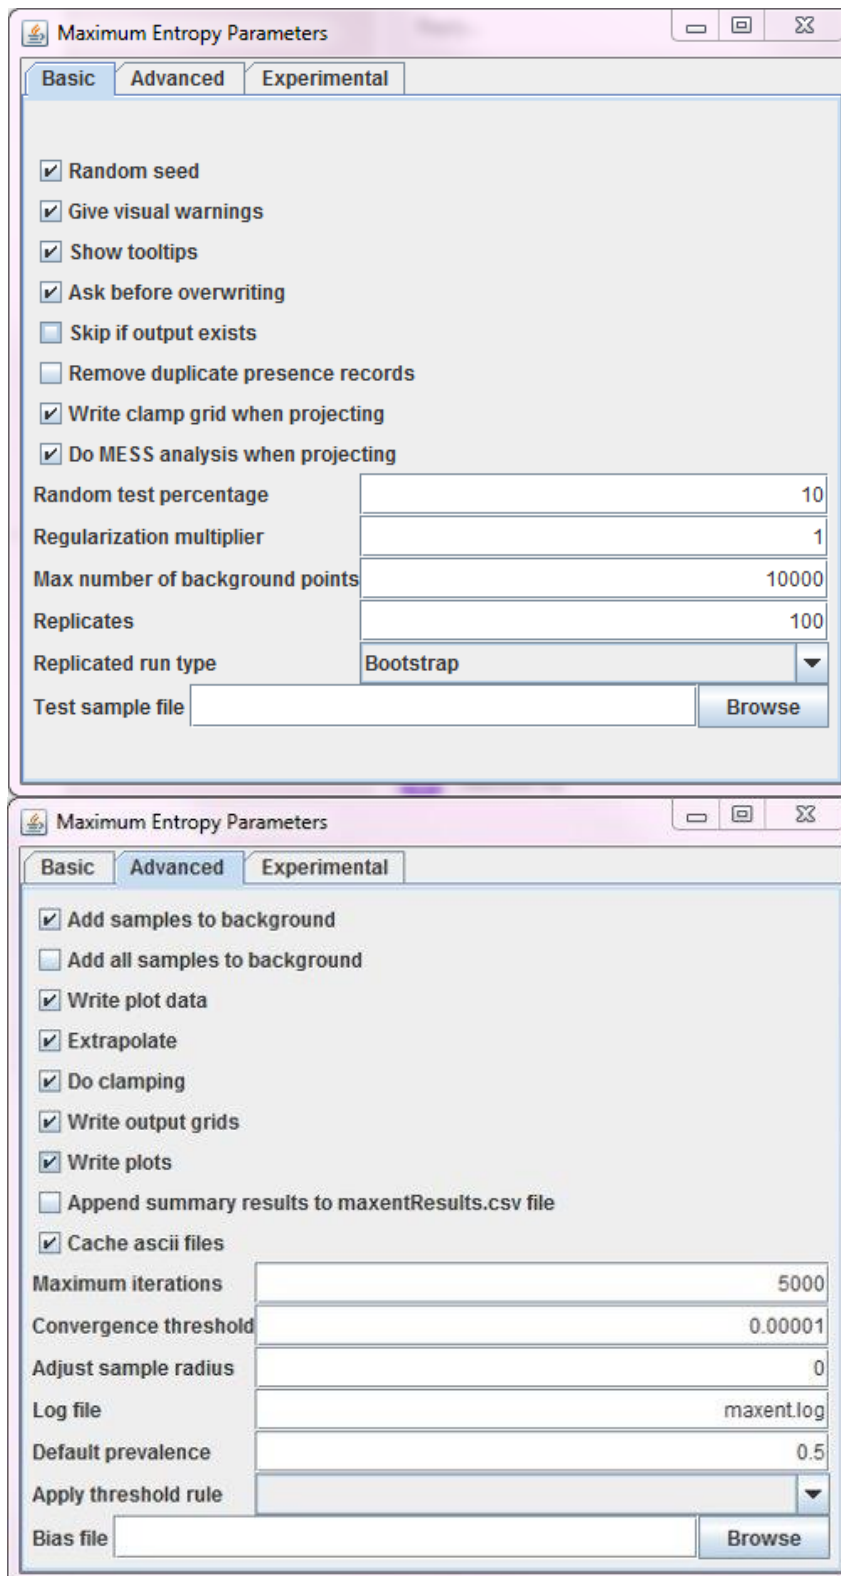 Maximum Entropy Parameters
Basic Advanced Experimental
Random seed
Give visual warnings
Show tooltips
Ask before overwriting
Skip if output exists
Remove duplicate presence records
Write clamp grid when projecting
Do MESS analysis when projecting
Random test percentage 10
Regularization multiplier 1
Max number of background points 10000
Replicates 100
Replicated run type Bootstrap
Test sample file Browse
Maximum Entropy Parameters
Basic Advanced Experimental
Add samples to background
Add all samples to background
Write plot data
Extrapolate
Do clamping
Write output grids
Write plots
Append summary results to maxentResults.csv file
Cache ascii files
Maximum iterations 5000
Convergence threshold 0.00001
Adjust sample radius 0
Log file maxent.log
Default prevalence 0.5
Apply threshold rule
Bias file Browse